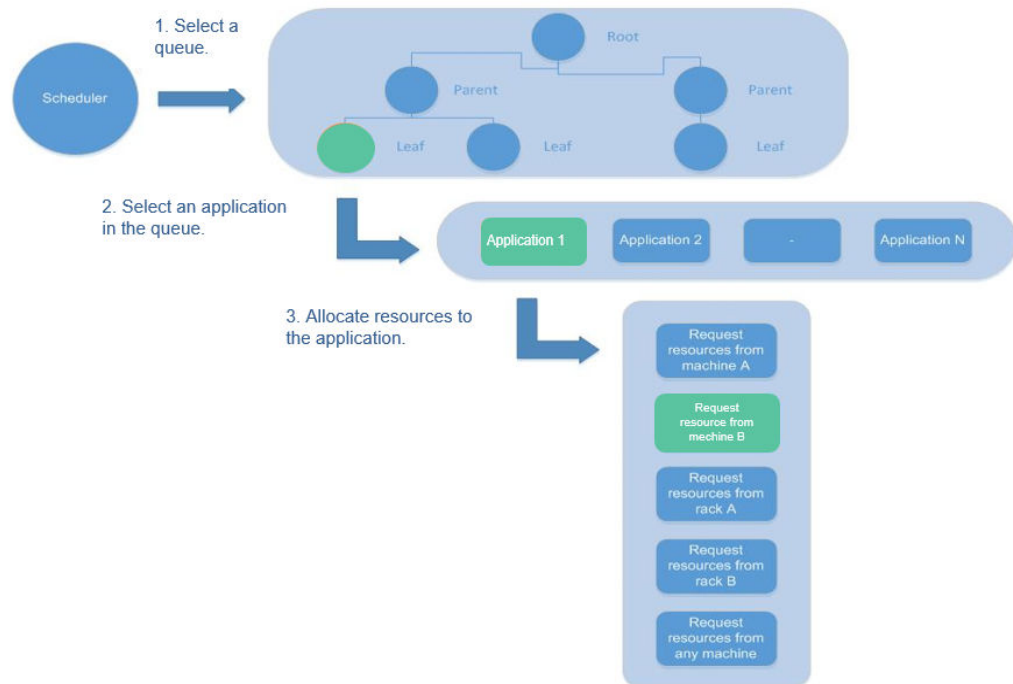 1. Select a
queue.
Root
Scheduler
Parent
Parent
Leaf
Leaf
Leaf
2. Select an application
in the queue.
Application 1
Application 2
-
Application N
3. Allocate resources to
the application.
Request
resources from
machine A
Request
resource from
mechine B
Request
resources from
rack A
Request
resources from
rack B
Request
resources from
any machine